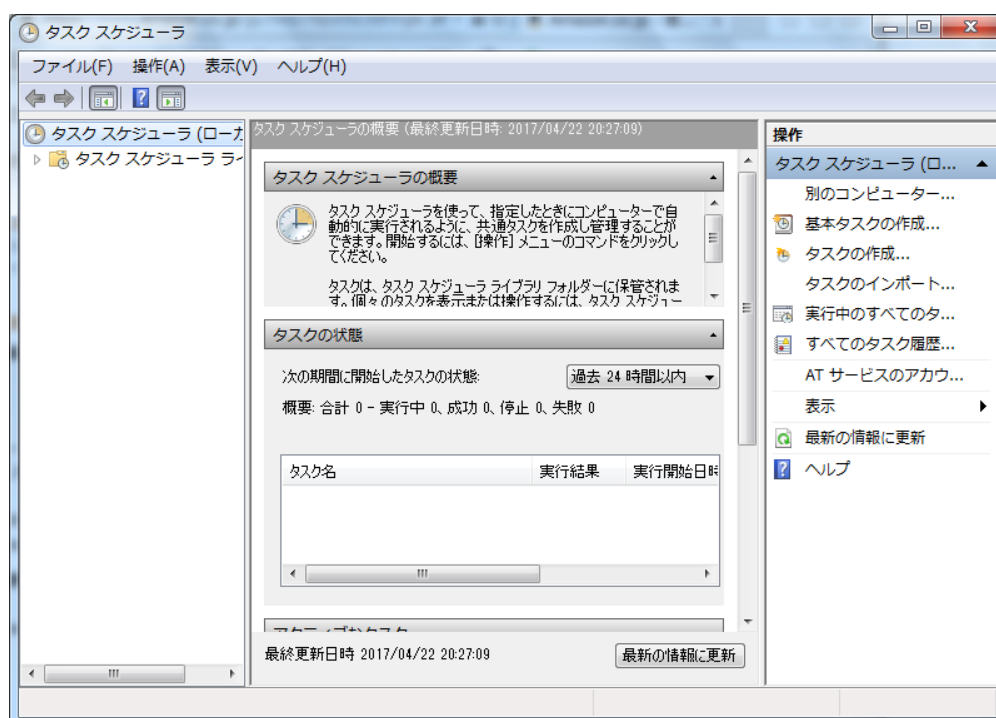 タスク スケジューラ
ファイル(F) 操作(A) 表示(V) ヘルプ(H)
タスク スケジューラ (ローカ
タスク スケジューラ ライ
タスク スケジューラの概要 (最終更新日時: 2017/04/22 20:27:09)
タスク スケジューラの概要
タスク スケジューラを使って、指定したときにコンピューターで自
動的に実行されるように、共通タスクを作成し管理することが
できます。開始するには、[操作] メニューのコマンドをクリックし
てください。
タスクは、タスク スケジューラ ライブラリ フォルダーに保管されま
す。個々のタスクを表示または操作するには、タスク スケジュー
タスクの状態
次の期間に開始したタスクの状態:
過去 24 時間以内
概要: 合計 0 - 実行中 0、成功 0、停止 0、失敗 0
タスク名 実行結果 実行開始日時
アクティブなタスク
最終更新日時 2017/04/22 20:27:09
最新の情報に更新
操作
タスク スケジューラ (ロ...
別のコンピューター...
基本タスクの作成...
タスクの作成...
タスクのインポート...
実行中のすべてのタ...
すべてのタスク履歴...
AT サービスのアカウ...
表示
最新の情報に更新
ヘルプ